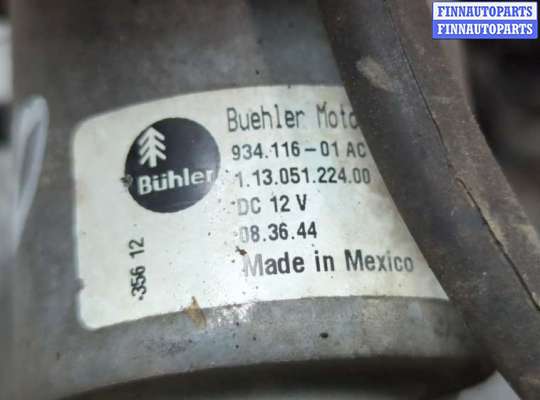 FINNAUTOPARTS
FINNAUTOPARTS
Buehler
934.116-01 AC
1.13.051.224.00
DC 12 V
08.36.44
Made in Mexico
Bühler
356 12